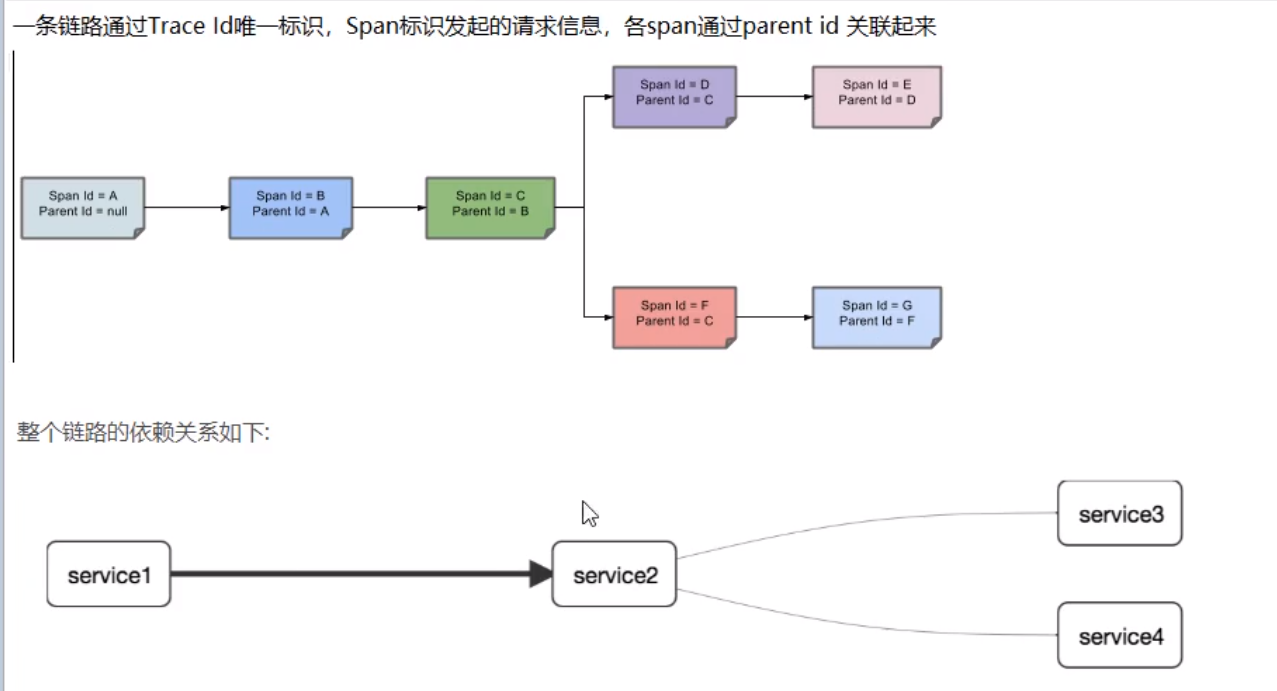 一条链路通过Trace Id唯一标识，Span标识发起的请求信息，各span通过parent id 关联起来
Span Id = D
Parent Id = C
Span Id = E
Parent Id = D
Span Id = A
Parent Id = null
Span Id = B
Parent Id = A
Span Id = C
Parent Id = B
Span Id = F
Parent Id = C
Span Id = G
Parent Id = F
整个链路的依赖关系如下:
service3
service1
service2
service4